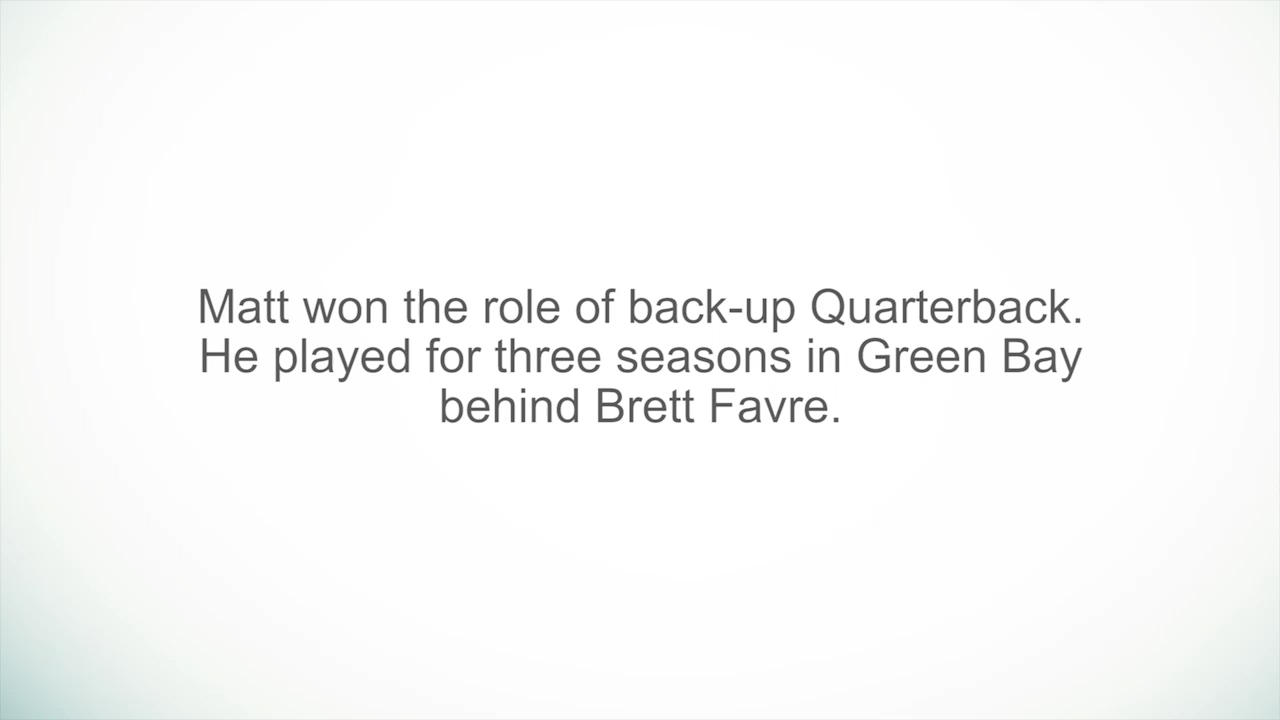 Matt won the role of back-up Quarterback.
He played for three seasons in Green Bay
behind Brett Favre.